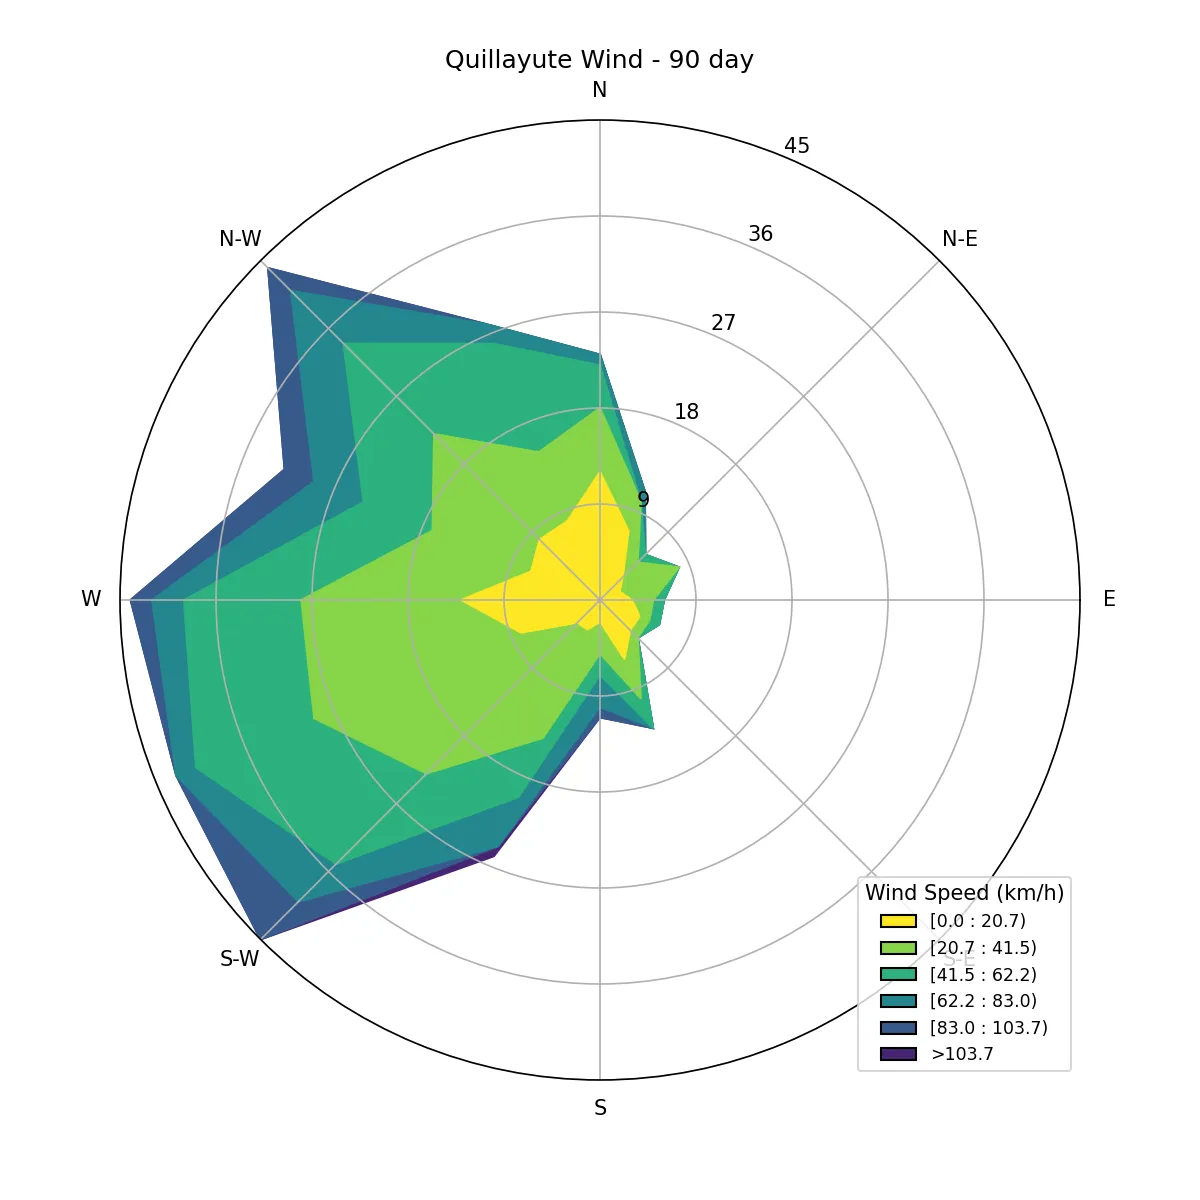 Quillayute Wind - 90 day
N
45
36
N-W
N-E
27
18
9
W
E
S-W
S-E
S
Wind Speed (km/h)
[0.0 : 20.7)
[20.7 : 41.5)
[41.5 : 62.2)
[62.2 : 83.0)
[83.0 : 103.7)
>103.7